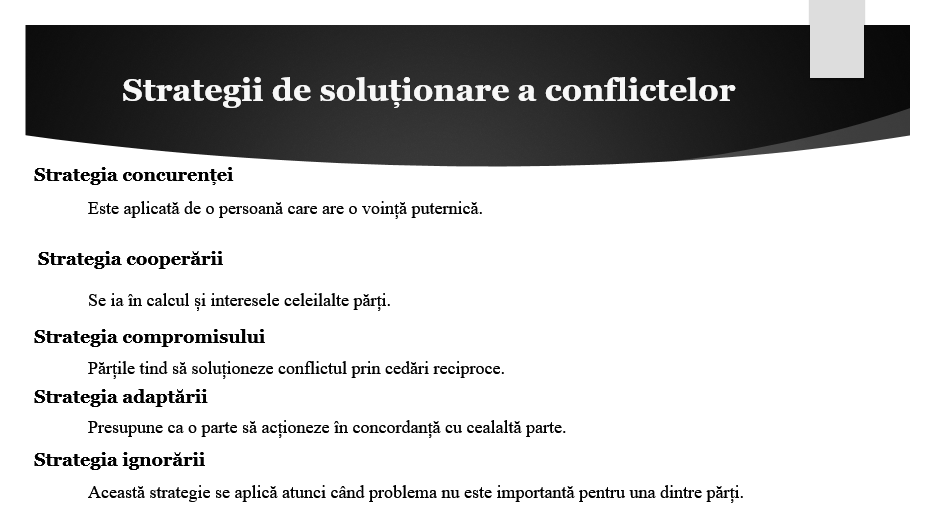 Strategii de soluționare a conflictelor
Strategia concurenței
Este aplicată de o persoană care are o voință puternică.
Strategia cooperării
Se ia în calcul și interesele celeilalte părți.
Strategia compromisului
Părțile tind să soluționeze conflictul prin cedări reciproce.
Strategia adaptării
Presupune ca o parte să acționeze în concordanță cu cealaltă parte.
Strategia ignorării
Această strategie se aplică atunci când problema nu este importantă pentru una dintre părți.